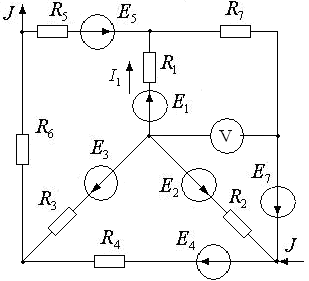 J R₅ E₅ R₇
I₁ R₁
E₁
R₆ E₃ V
E₂ E₇
R₃ R₂
R₄ E₄ J